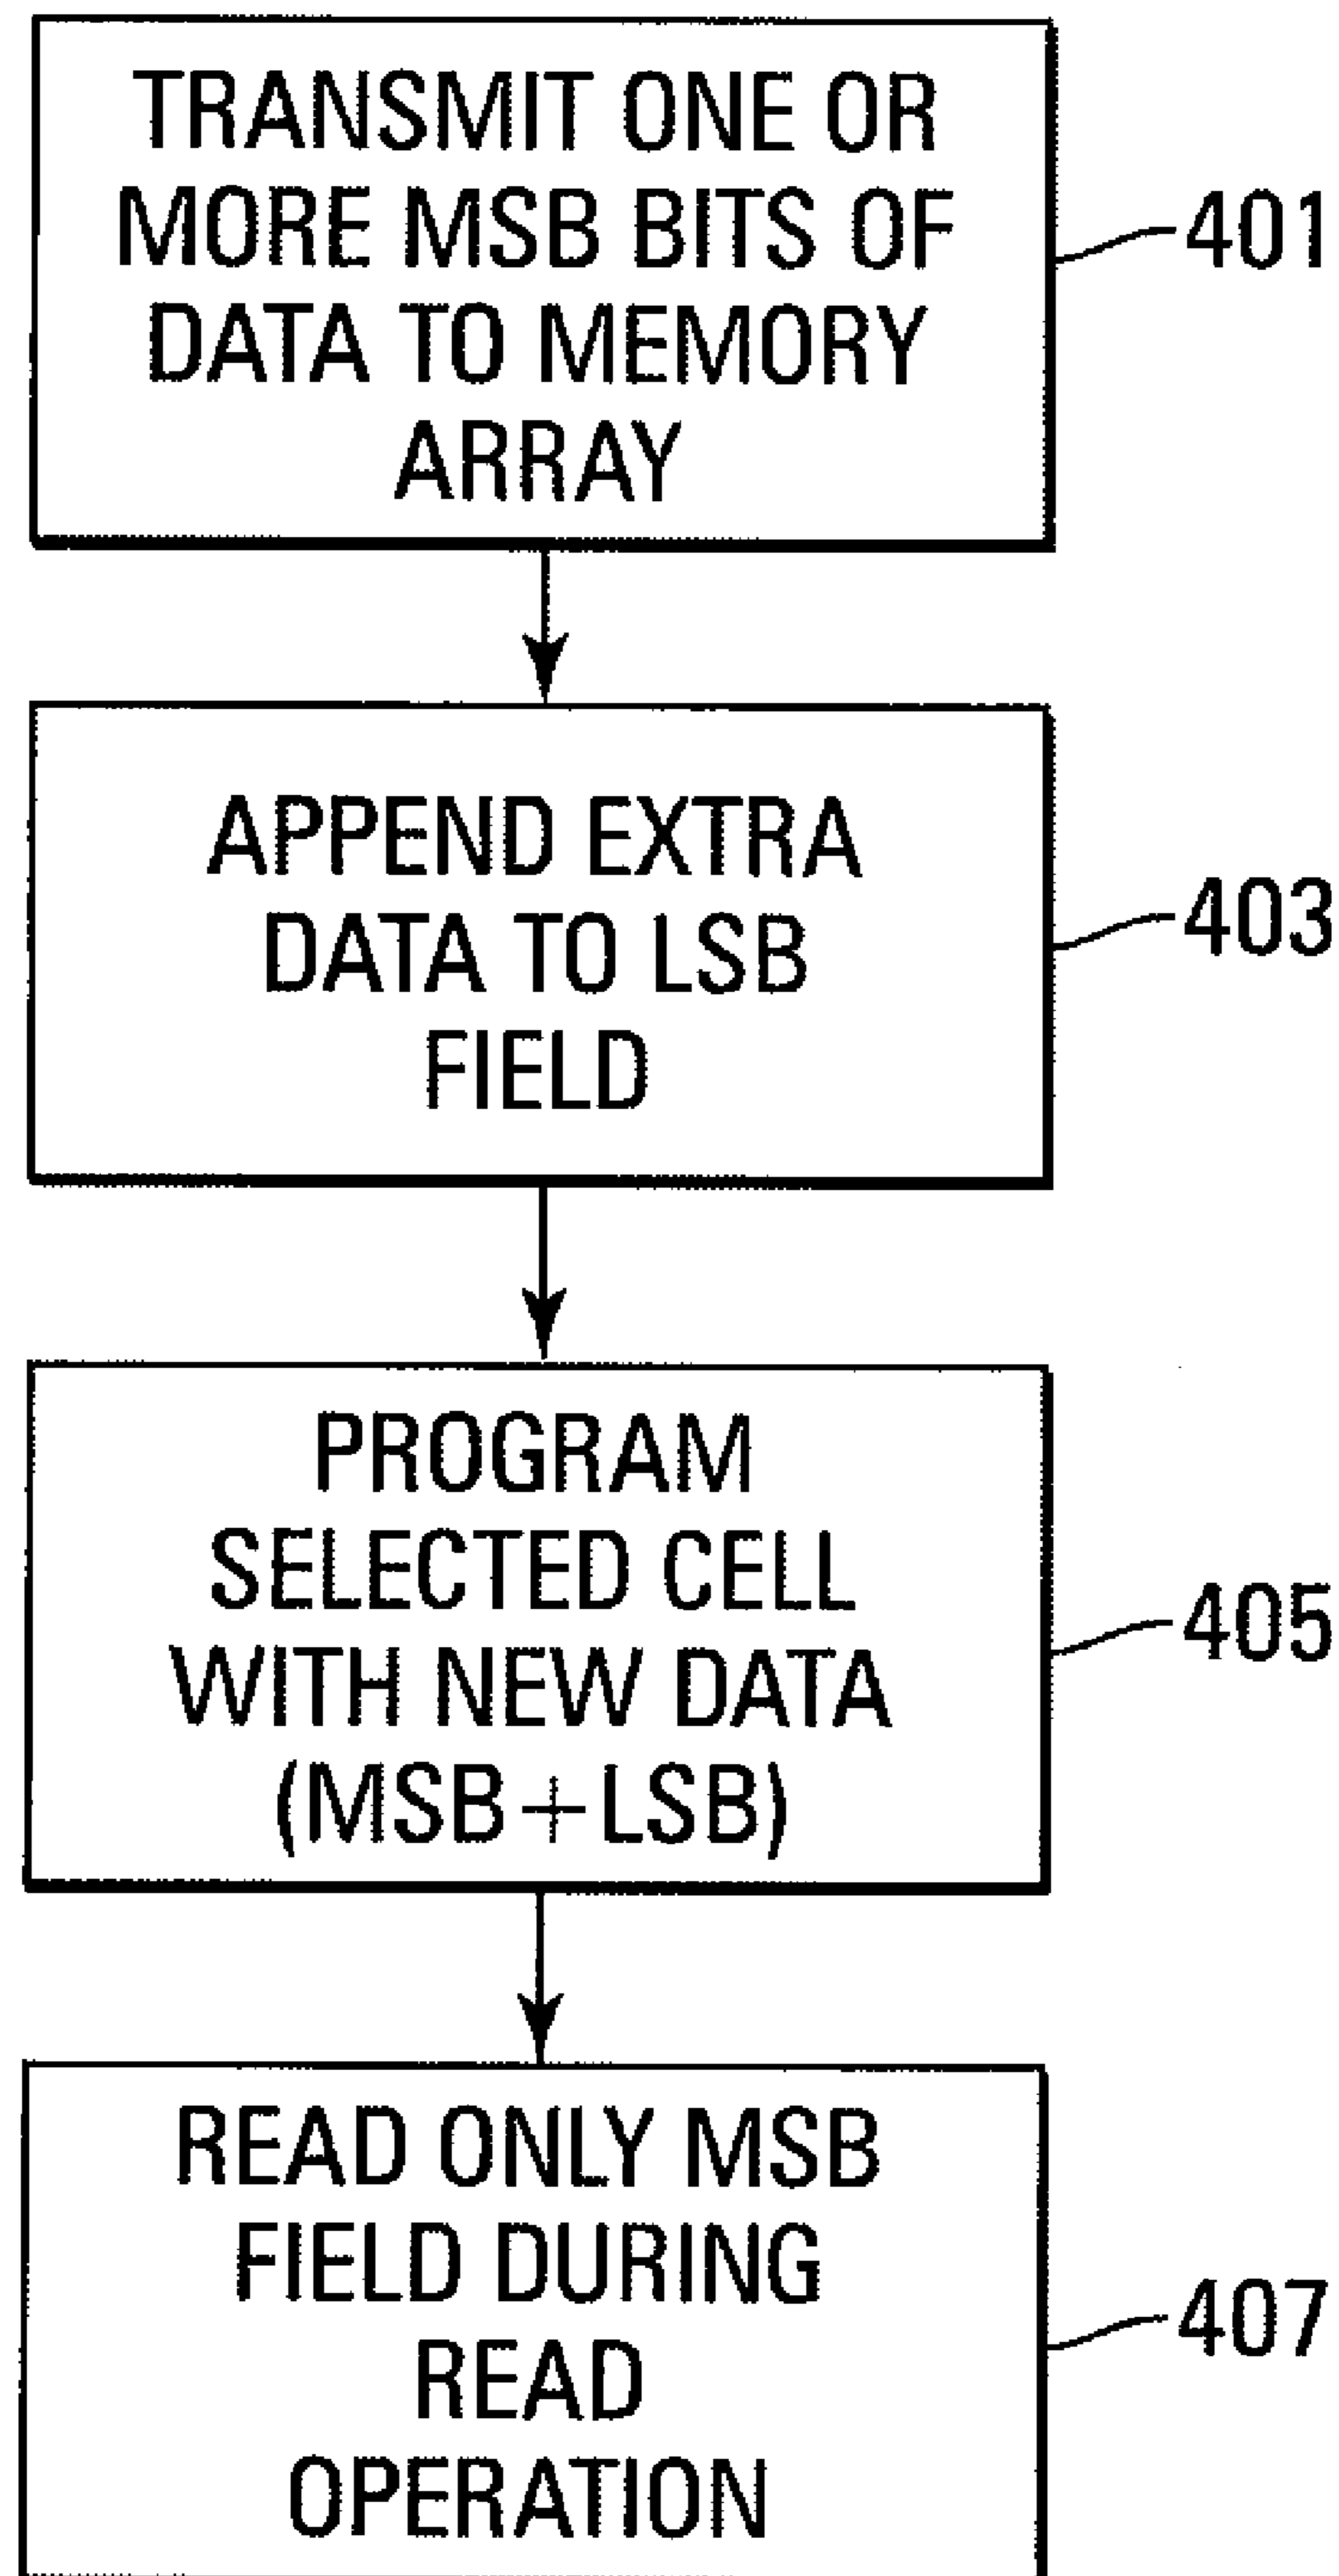 TRANSMIT ONE OR
MORE MSB BITS OF
DATA TO MEMORY
ARRAY
401
APPEND EXTRA
DATA TO LSB
FIELD
403
PROGRAM
SELECTED CELL
WITH NEW DATA
(MSB+LSB)
405
READ ONLY MSB
FIELD DURING
READ
OPERATION
407